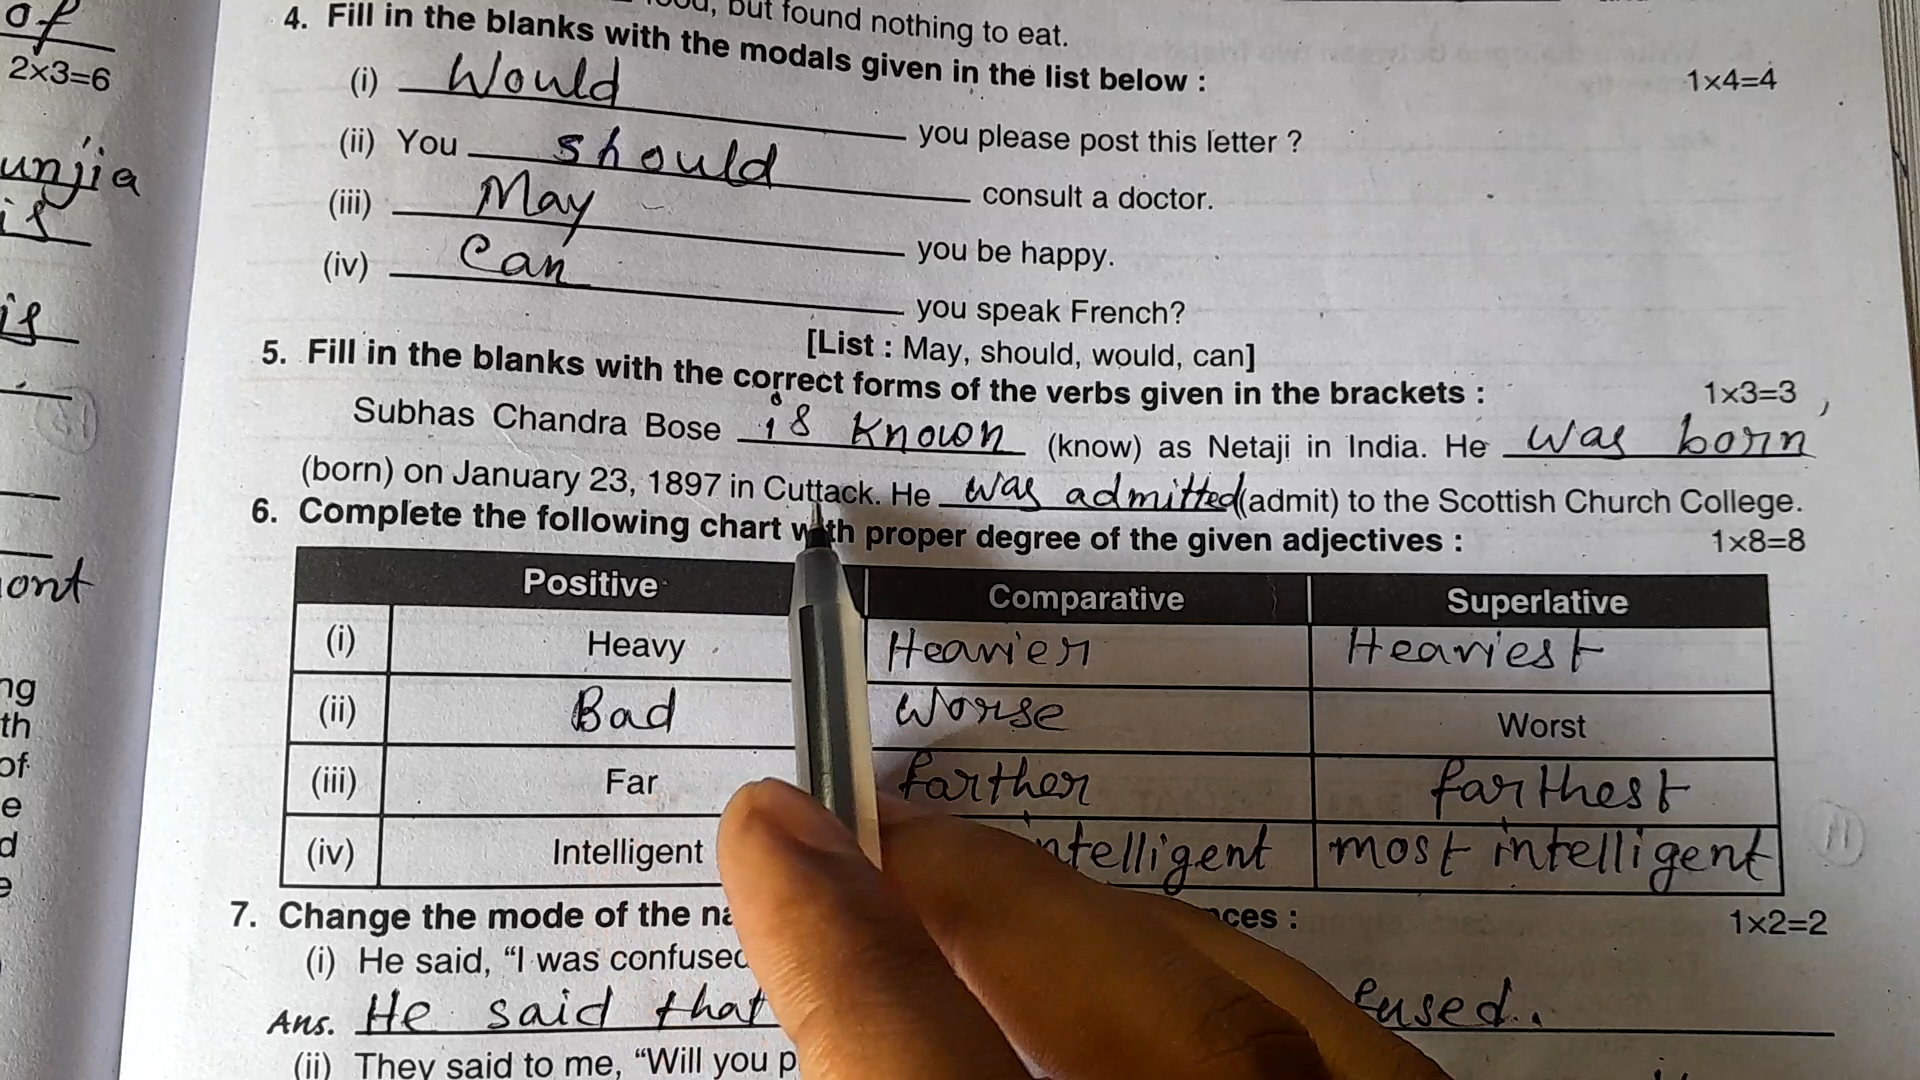 of
2×3=6
unjia
is
is
ont
ng
th
of
e
d
e
but found nothing to eat.
4. Fill in the blanks with the modals given in the list below : 1×4=4
(i) Would you please post this letter ?
(ii) You should consult a doctor.
(iii) May you be happy.
(iv) Can you speak French?
[List : May, should, would, can]
5. Fill in the blanks with the correct forms of the verbs given in the brackets : 1×3=3
Subhas Chandra Bose is known (know) as Netaji in India. He was born
(born) on January 23, 1897 in Cuttack. He was admitted (admit) to the Scottish Church College.
6. Complete the following chart with proper degree of the given adjectives : 1×8=8
Positive Comparative Superlative
(i) Heavy Heavier Heaviest
(ii) Bad Worse Worst
(iii) Far farther farthest
(iv) Intelligent ntelligent most intelligent
7. Change the mode of the na nces : 1×2=2
(i) He said, “I was confused
Ans. He said that fused.
(ii) They said to me, “Will you p
11